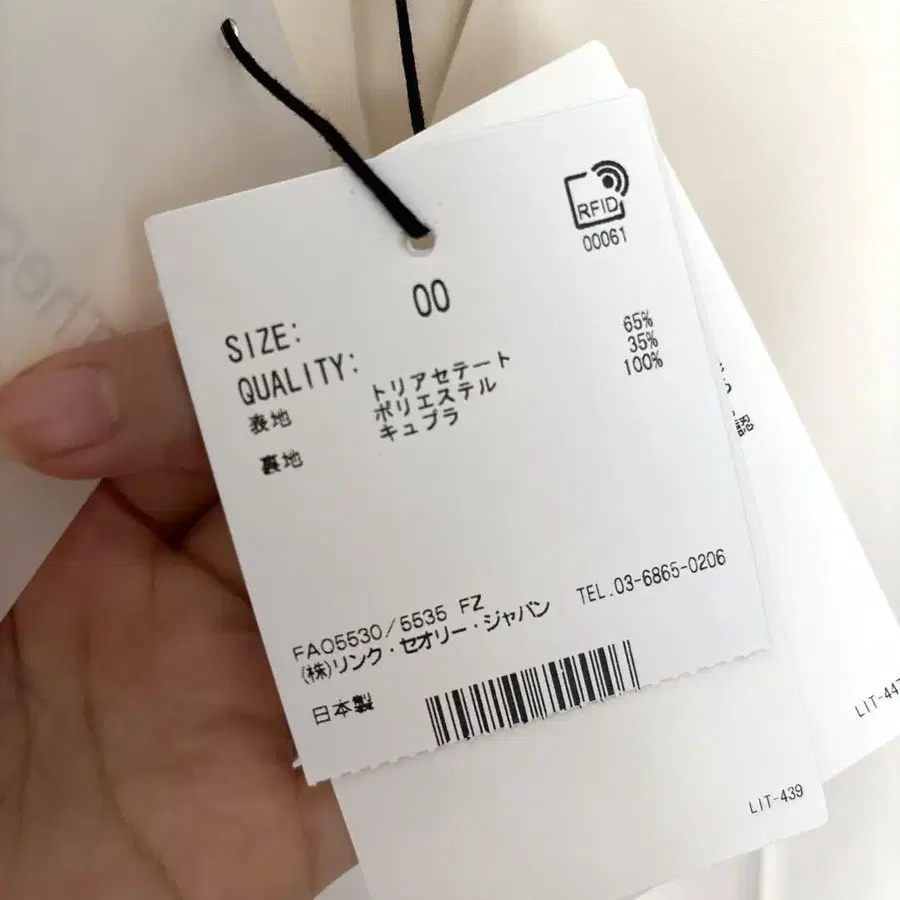 RFID
00061
SIZE: 00
QUALITY:
表地 トリアセテート 65%
ポリエステル 35%
裏地 キュプラ 100%
FA05530/5535 FZ
(株)リンク・セオリー・ジャパン TEL.03-6865-0206
日本製
LIT-447
LIT-439